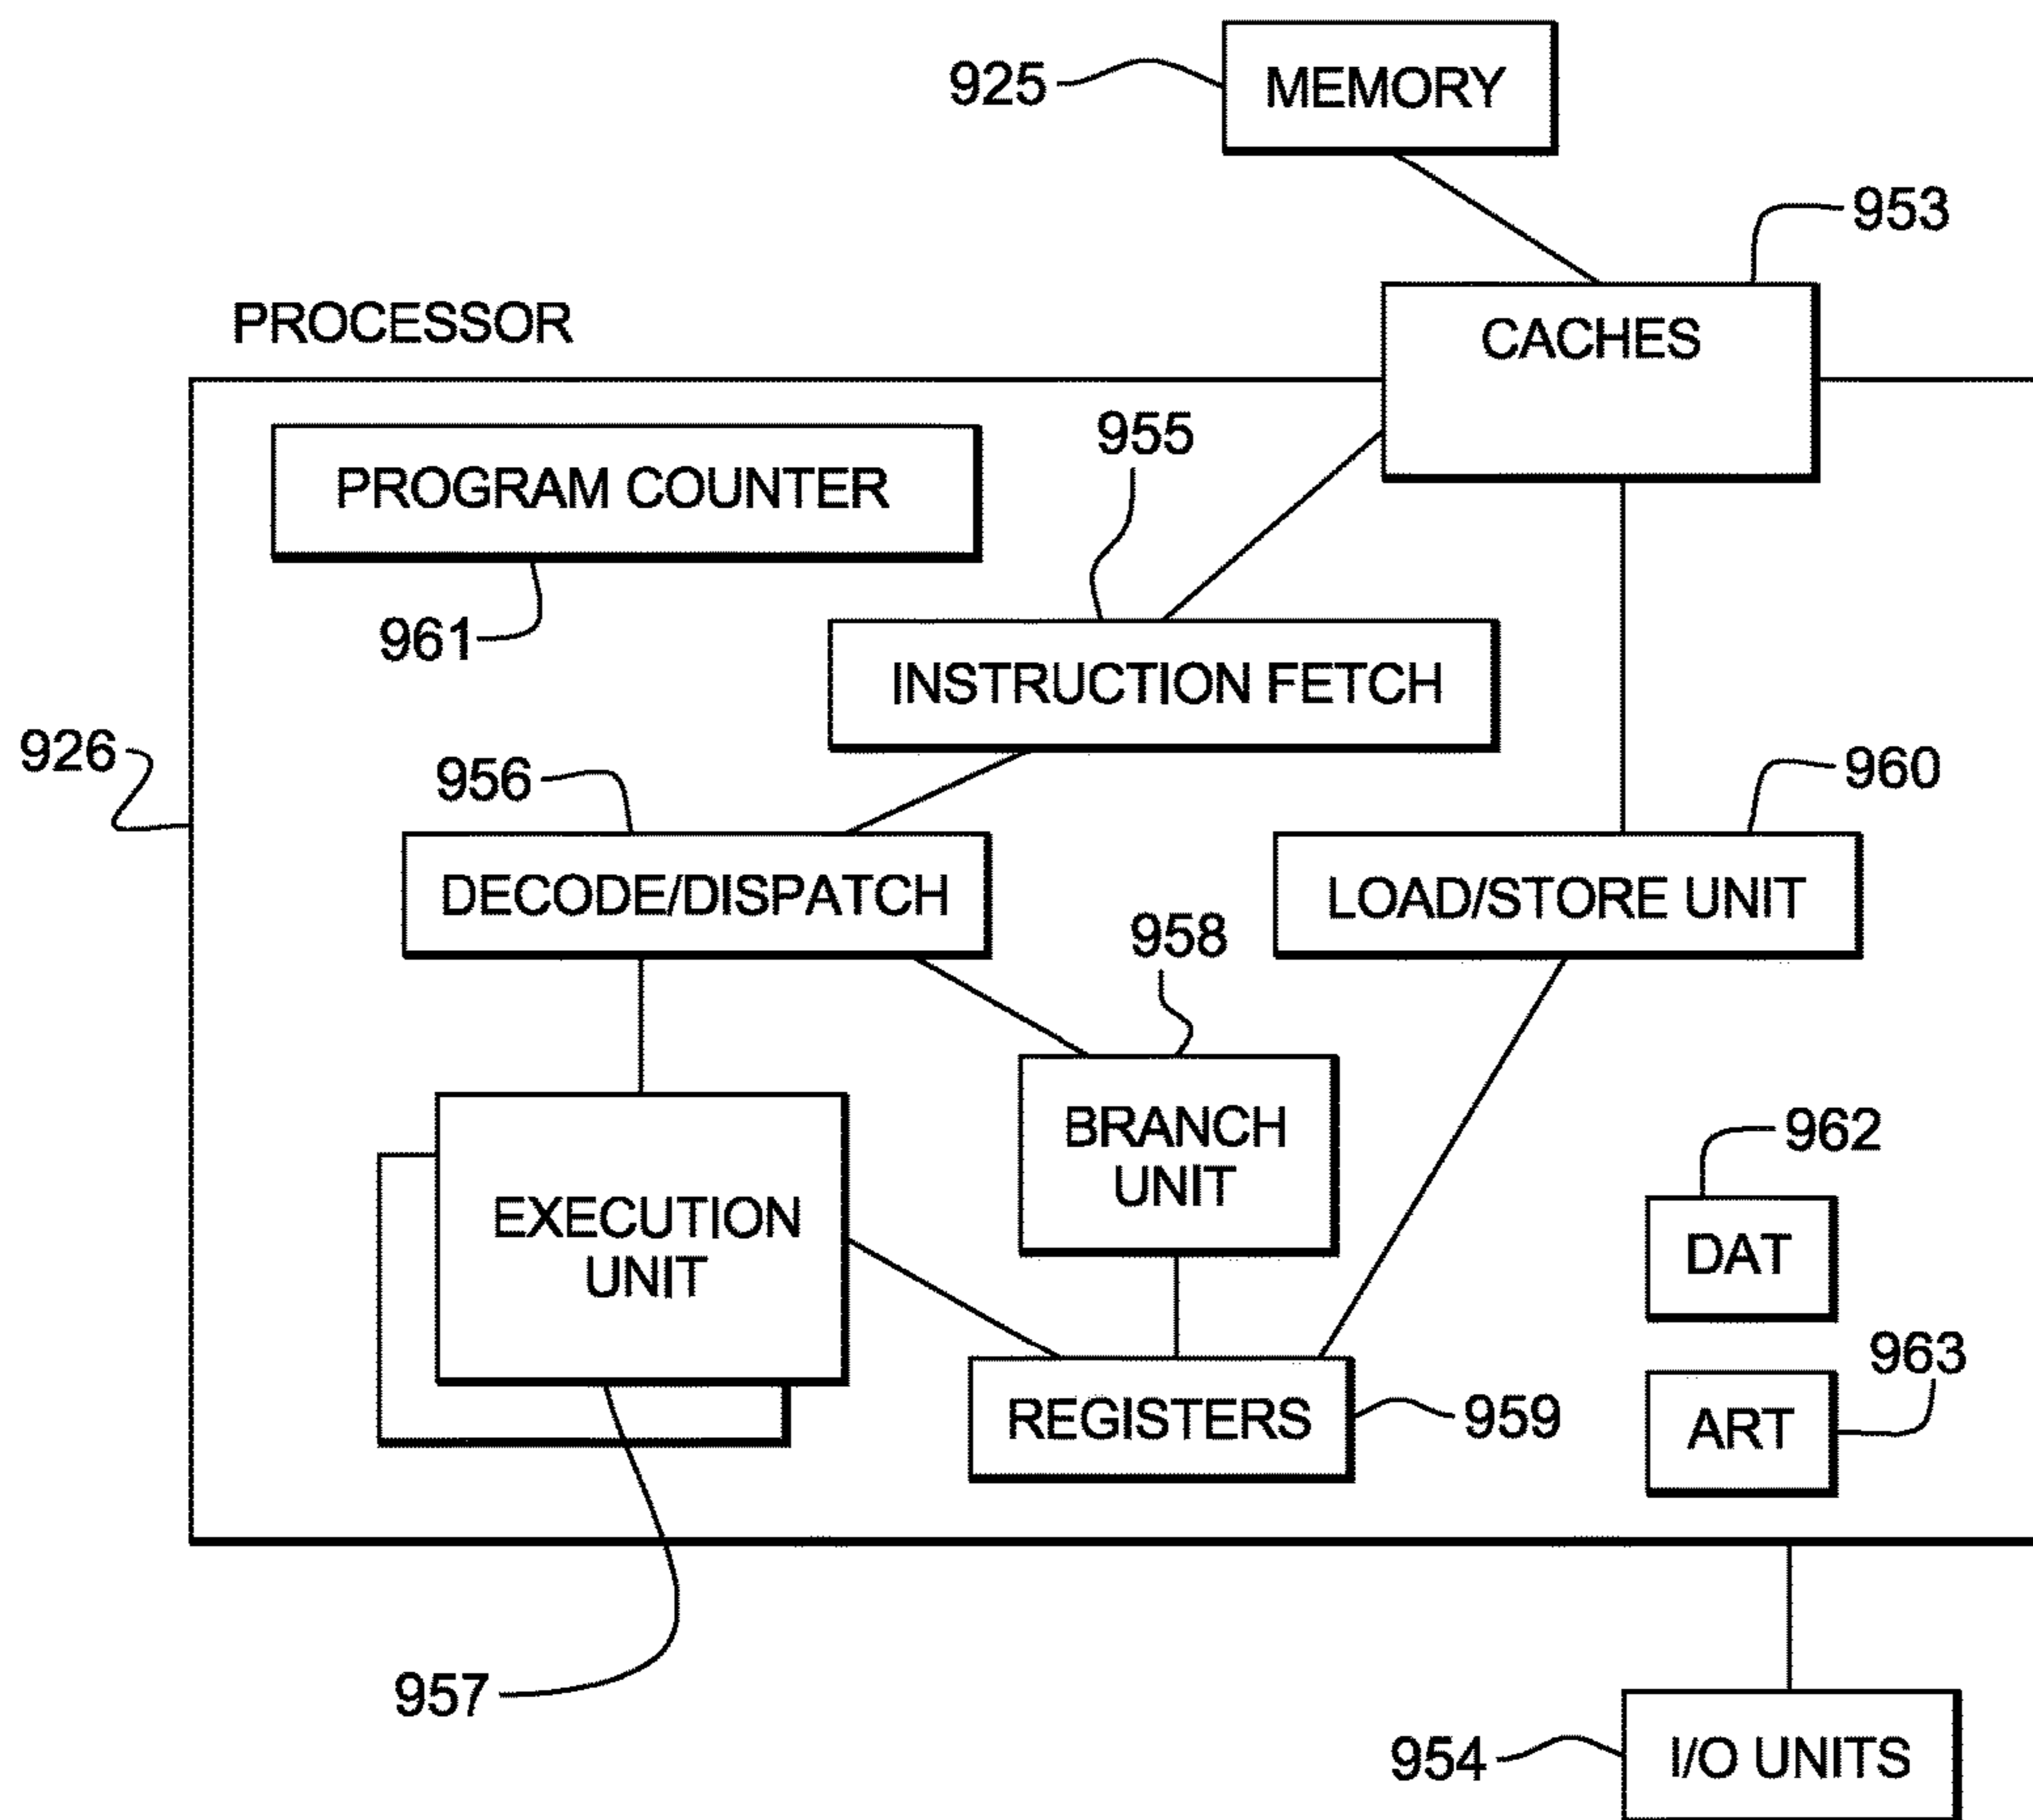 925
MEMORY
953
PROCESSOR
CACHES
955
PROGRAM COUNTER
961
INSTRUCTION FETCH
926
956
960
DECODE/DISPATCH
LOAD/STORE UNIT
958
BRANCH
UNIT
962
EXECUTION
UNIT
DAT
963
REGISTERS
959
ART
957
954
I/O UNITS